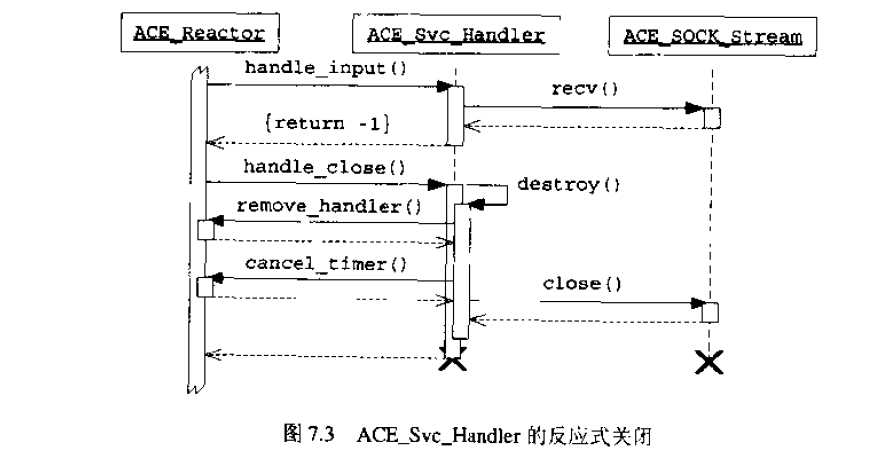 ACE_Reactor ACE_Svc_Handler ACE_SOCK_Stream
handle_input()
recv()
{return -1}
handle_close()
destroy()
remove_handler()
cancel_timer()
close()
图 7.3 ACE_Svc_Handler 的反应式关闭